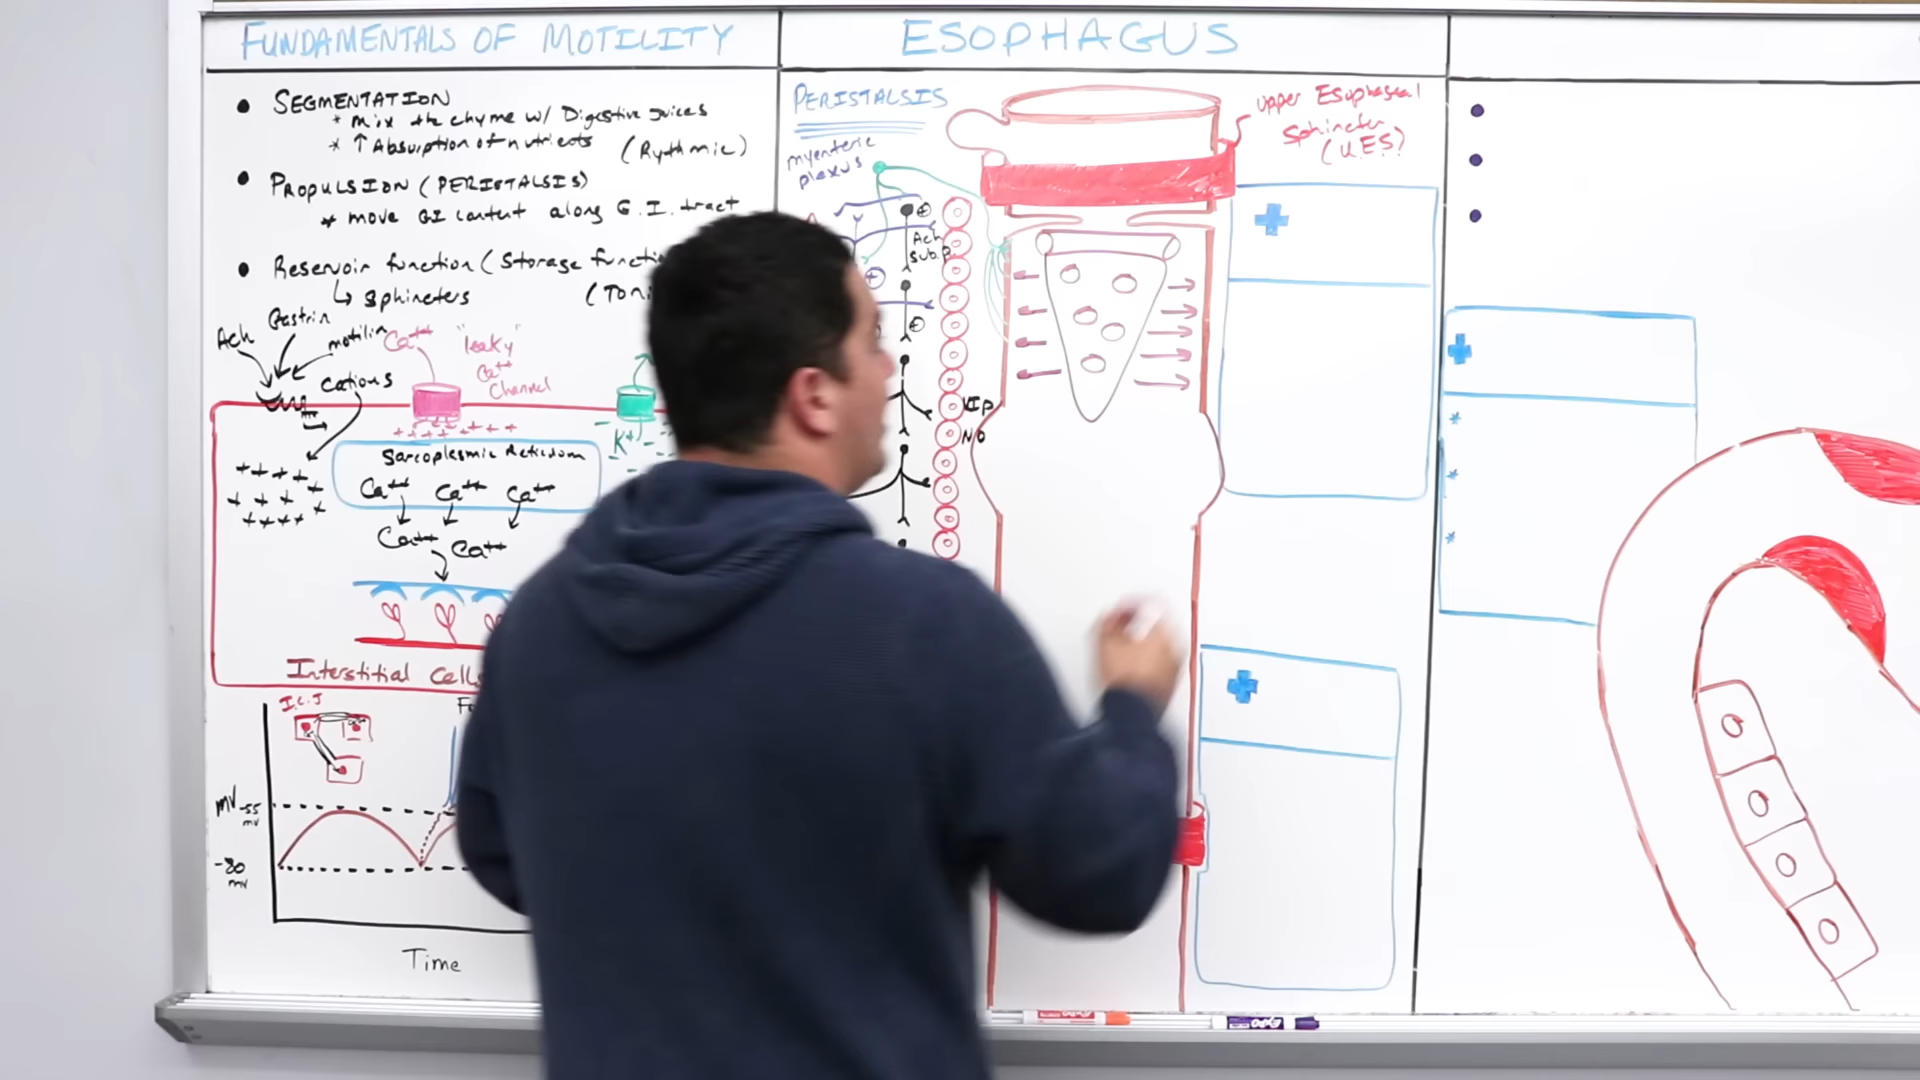 FUNDAMENTALS OF MOTILITY
SEGMENTATION
* mix the chyme w/ Digestive Juices
* ↑ Absorption of nutrients (Rythmic)
PROPULSION (PERISTALSIS)
* move GI content along G.I. tract
Reservoir function (Storage
↳ Sphincters
Ach
Gastrin
motilin
cations
Ca++
"leaky"
Ca++
Channel
K+
Sarcoplasmic Reticulum
Ca++ Ca++ Ca++
Ca++ Ca++
Interstitial Cells
I.C.J
mV
-55
mV
-80
mV
Time
ESOPHAGUS
PERISTALSIS
myenteric
plexus
Ach
sub.P
VIP
NO
Upper Esophageal
Sphincter
(U.E.S)
EXPO